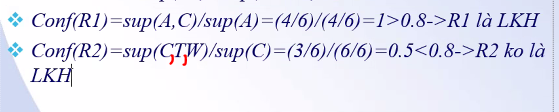 Conf(R1)=sup(A,C)/sup(A)=(4/6)/(4/6)=1>0.8->R1 là LKH
Conf(R2)=sup(CTW)/sup(C)=(3/6)/(6/6)=0.5<0.8->R2 ko là
LKH